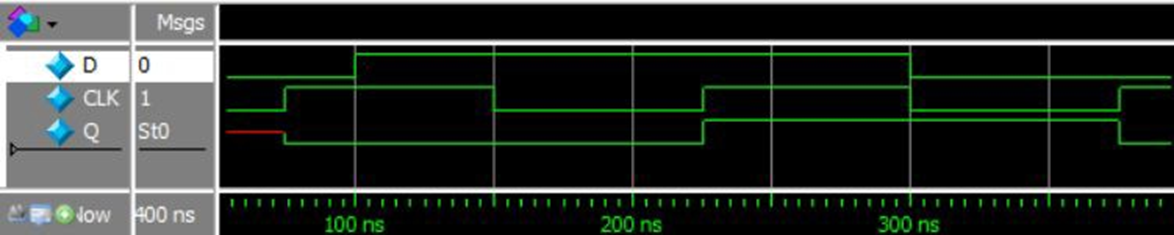 Msgs
D 0
CLK 1
Q St0
Now 400 ns
100 ns 200 ns 300 ns